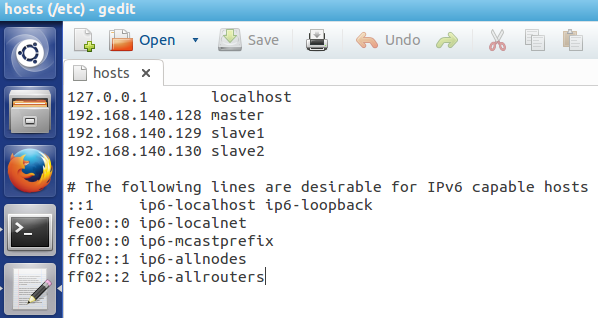 hosts (/etc) - gedit
Open Save Undo
hosts
127.0.0.1 localhost
192.168.140.128 master
192.168.140.129 slave1
192.168.140.130 slave2
# The following lines are desirable for IPv6 capable hosts
::1 ip6-localhost ip6-loopback
fe00::0 ip6-localnet
ff00::0 ip6-mcastprefix
ff02::1 ip6-allnodes
ff02::2 ip6-allrouters